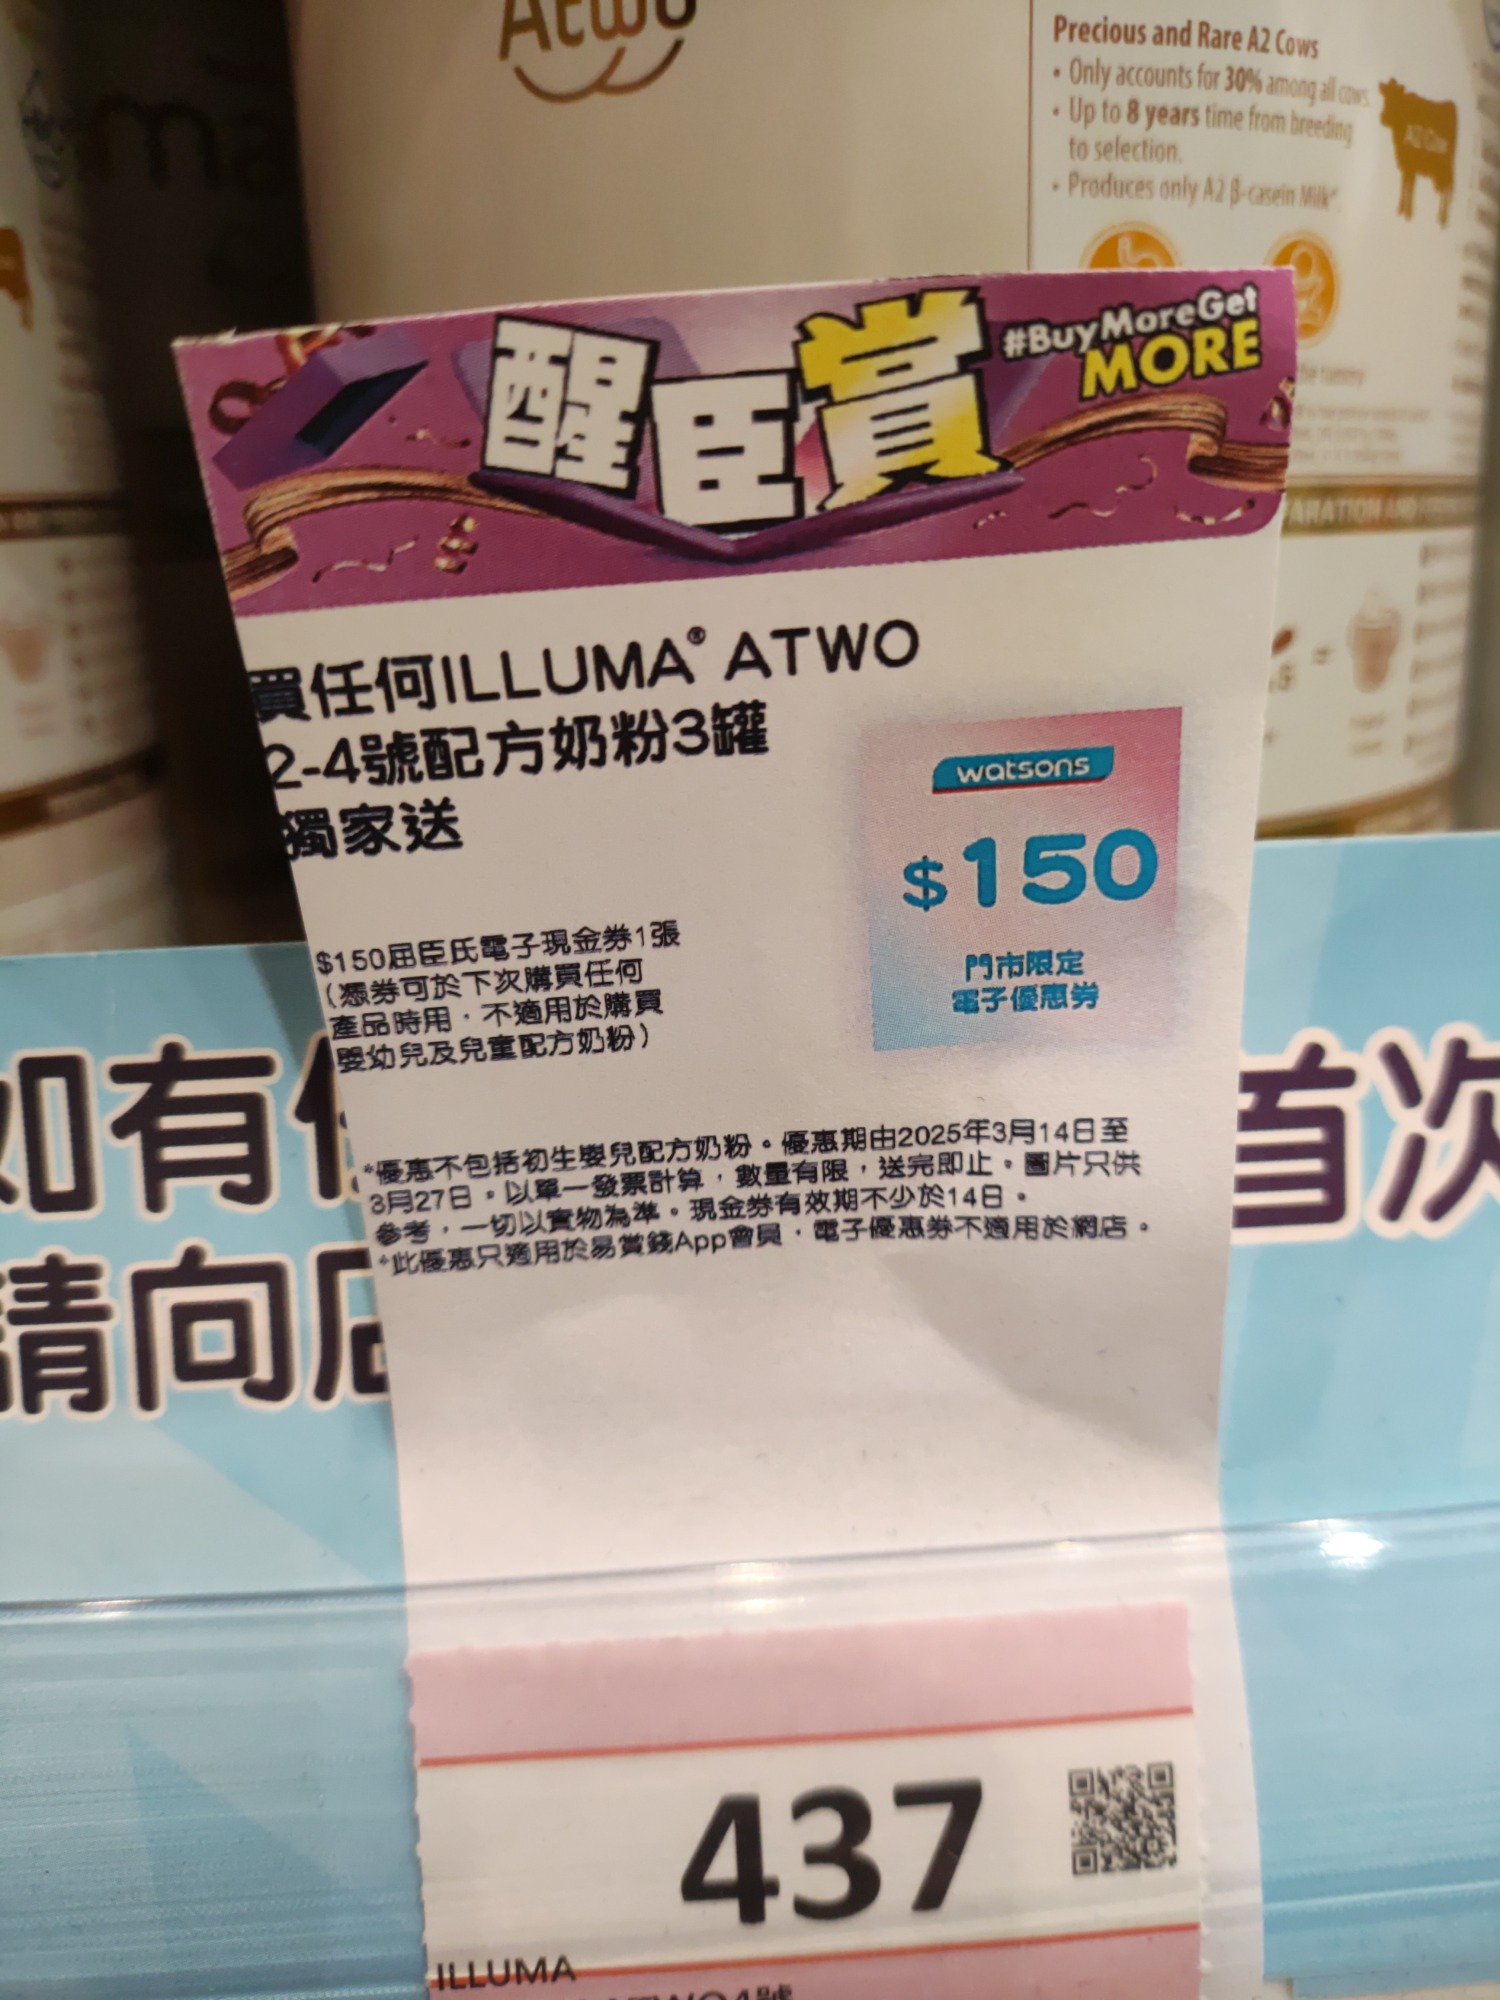 Atwo
Precious and Rare A2 Cows
• Only accounts for 30% among all cows.
• Up to 8 years time from breeding
to selection.
• Produces only A2 β-casein Milk*
A2 Cow
醒臣賞
#BuyMoreGet
MORE
買任何ILLUMA® ATWO
2-4號配方奶粉3罐
獨家送
watsons
$150
門市限定
電子優惠券
$150屈臣氏電子現金券1張
(憑券可於下次購買任何
產品時用，不適用於購買
嬰幼兒及兒童配方奶粉)
*優惠不包括初生嬰兒配方奶粉。優惠期由2025年3月14日至
3月27日。以單一發票計算，數量有限，送完即止。圖片只供
參考，一切以實物為準。現金券有效期不少於14日。
*此優惠只適用於易賞錢App會員，電子優惠券不適用於網店。
如有
首次
請向
437
ILLUMA